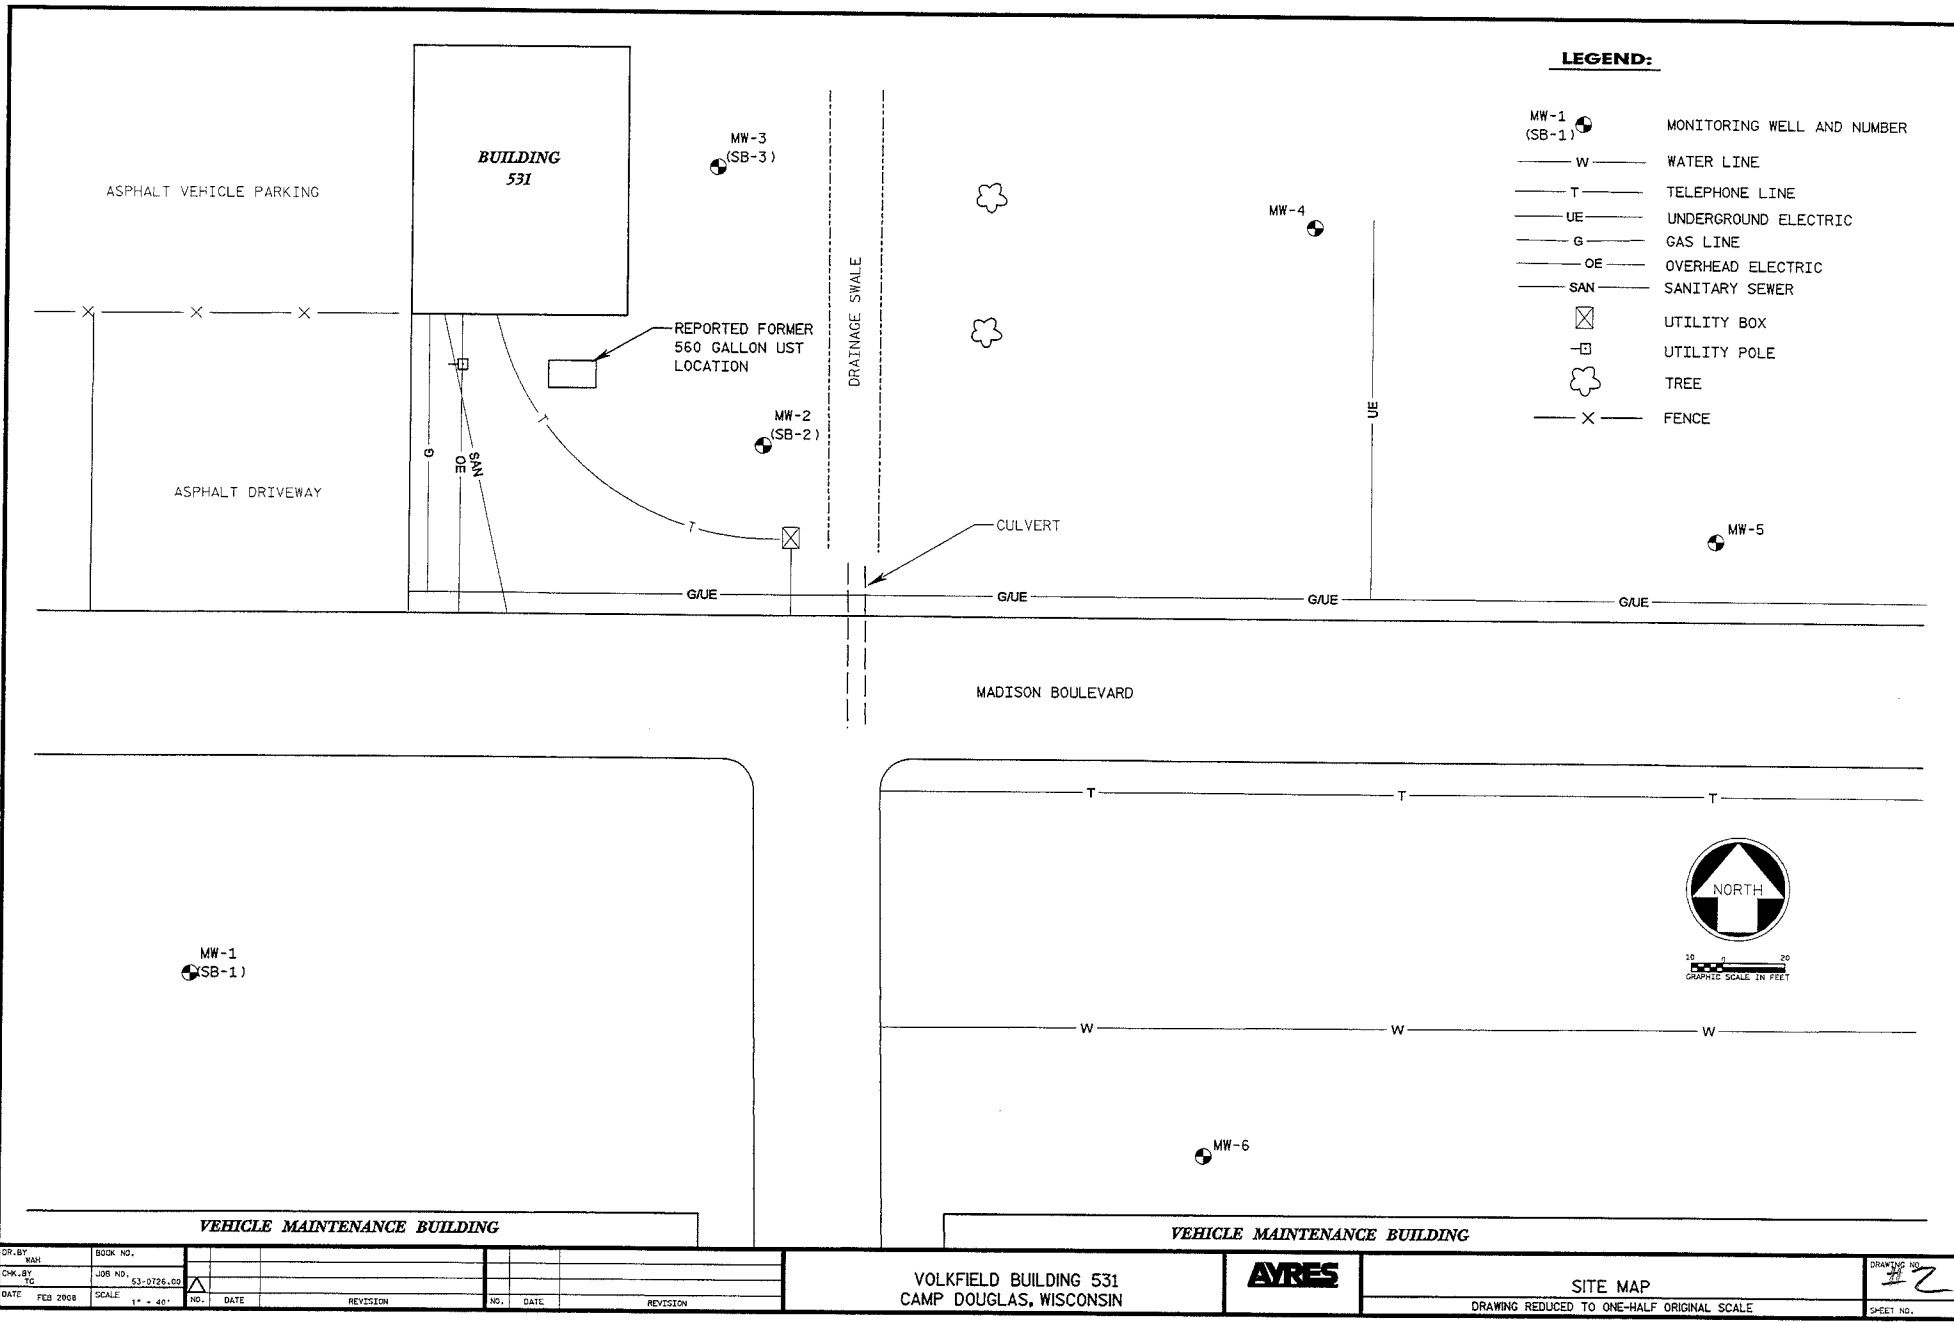 LEGEND:
MW-1
(SB-1)
MONITORING WELL AND NUMBER
W
WATER LINE
T
TELEPHONE LINE
UE
UNDERGROUND ELECTRIC
G
GAS LINE
OE
OVERHEAD ELECTRIC
SAN
SANITARY SEWER
UTILITY BOX
UTILITY POLE
TREE
FENCE
BUILDING
531
ASPHALT VEHICLE PARKING
MW-3
(SB-3)
MW-4
DRAINAGE SWALE
REPORTED FORMER
560 GALLON UST
LOCATION
MW-2
(SB-2)
T
G
OE
SAN
UE
ASPHALT DRIVEWAY
T
CULVERT
MW-5
G/UE
G/UE
G/UE
G/UE
MADISON BOULEVARD
T
T
T
NORTH
10 0 20
GRAPHIC SCALE IN FEET
MW-1
(SB-1)
W
W
W
MW-6
VEHICLE MAINTENANCE BUILDING
VEHICLE MAINTENANCE BUILDING
DR.BY
WAH
BOOK NO.
CHK.BY
TG
JOB NO.
53-0726.00
DATE FEB 2008
SCALE
1" - 40'
NO. DATE REVISION
NO. DATE REVISION
VOLKFIELD BUILDING 531
CAMP DOUGLAS, WISCONSIN
AYRES
SITE MAP
DRAWING REDUCED TO ONE-HALF ORIGINAL SCALE
DRAWING NO.
#2
SHEET NO.